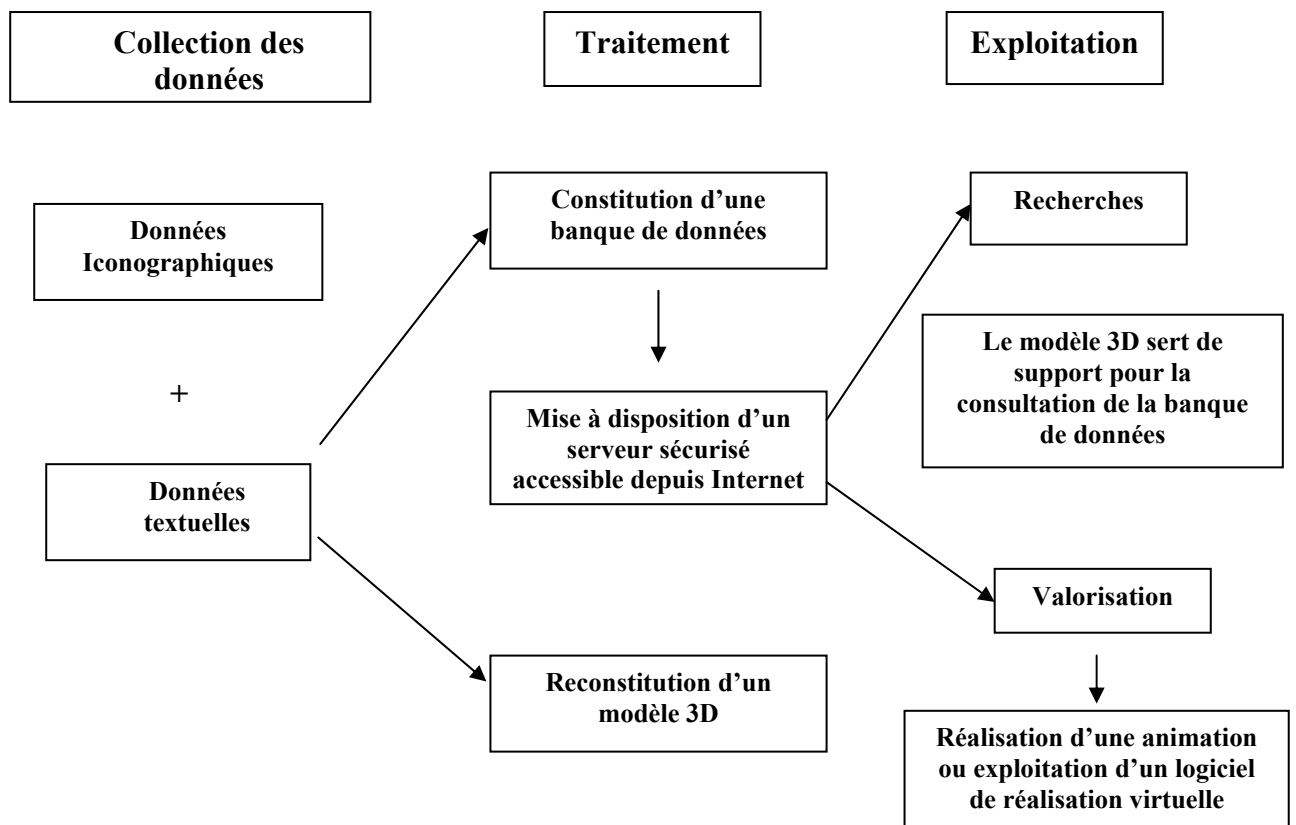 Collection des
données
Traitement
Exploitation
Données
Iconographiques
+
Données
textuelles
Constitution d’une
banque de données
Mise à disposition d’un
serveur sécurisé
accessible depuis Internet
Reconstitution d’un
modèle 3D
Recherches
Le modèle 3D sert de
support pour la
consultation de la banque
de données
Valorisation
Réalisation d’une animation
ou exploitation d’un logiciel
de réalisation virtuelle